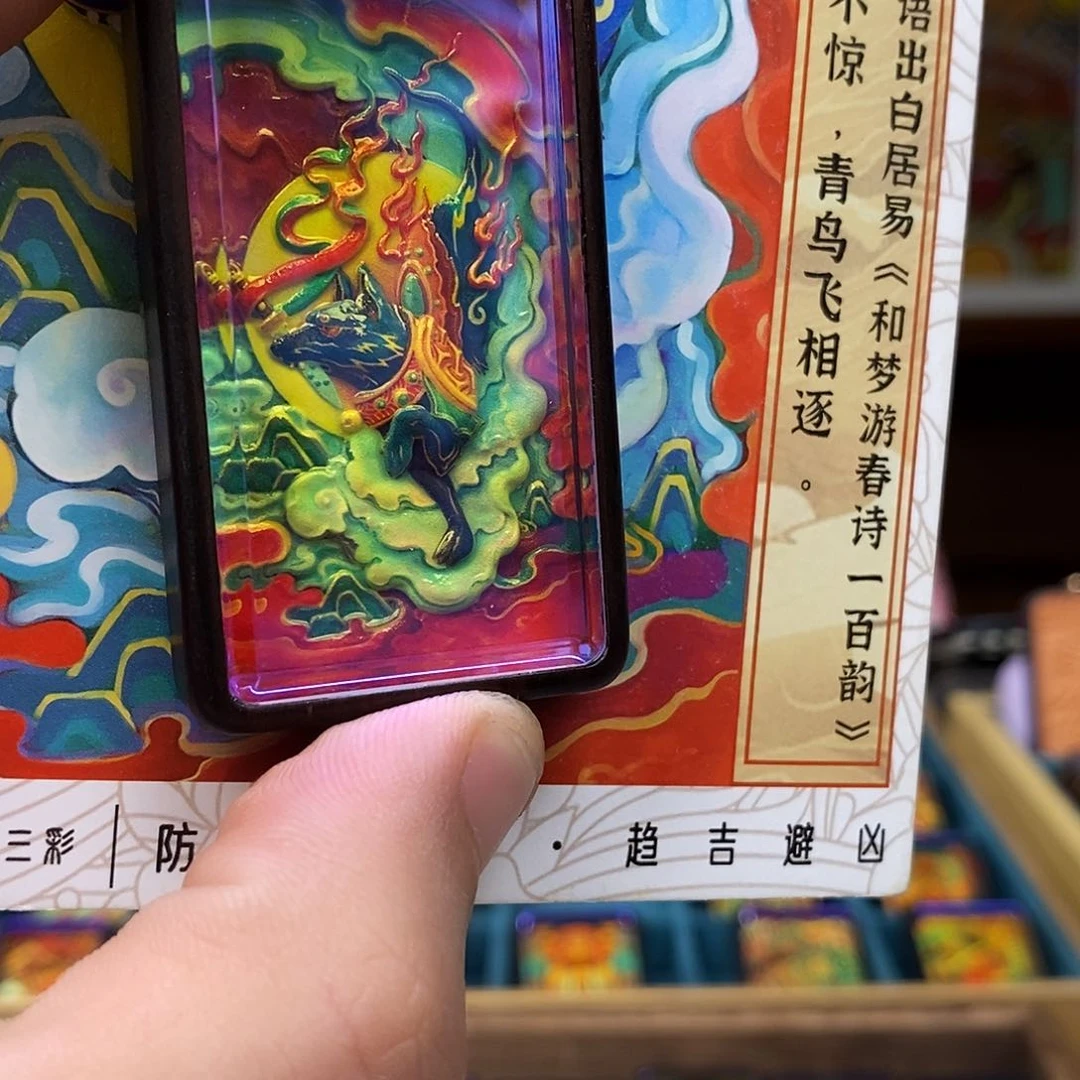 不惊，青鸟飞相逐。
语出白居易《和梦游春诗一百韵》
三彩｜防 · 趋吉避凶